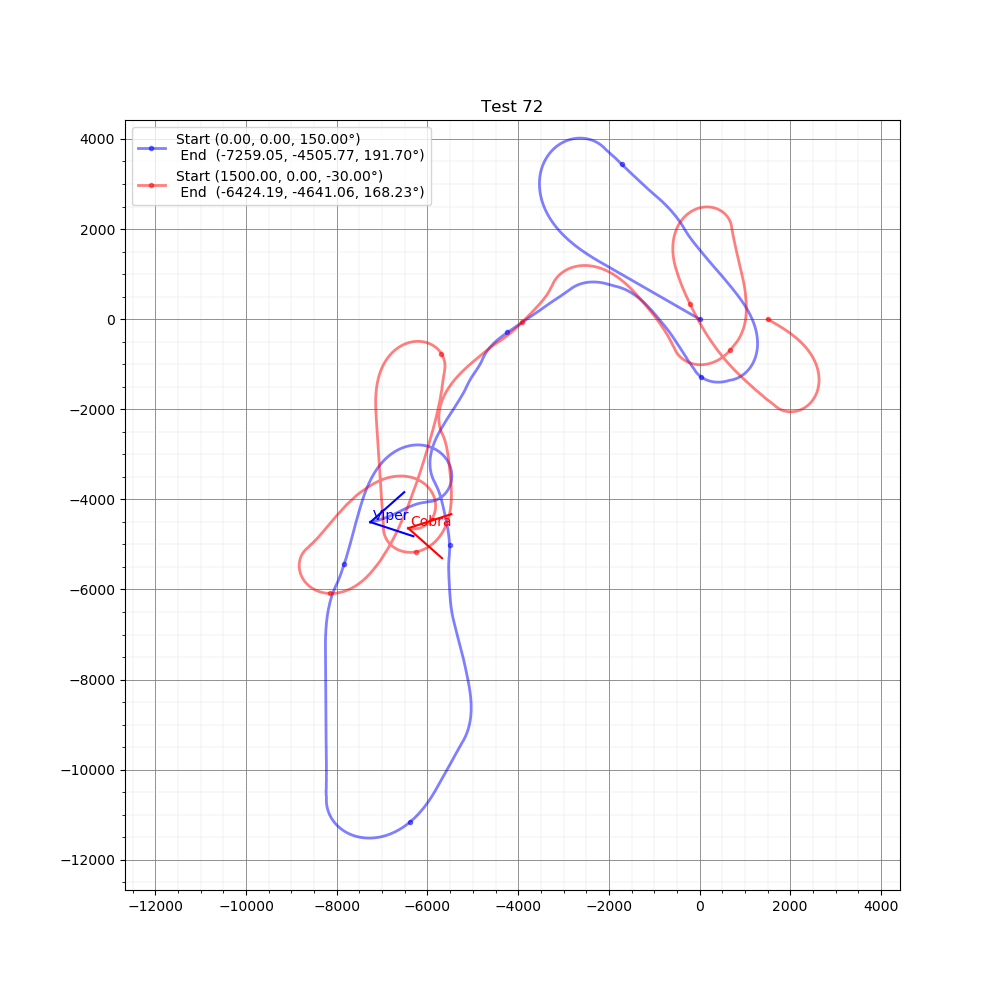 Test 72
Start (0.00, 0.00, 150.00°)
End  (-7259.05, -4505.77, 191.70°)
Start (1500.00, 0.00, -30.00°)
End  (-6424.19, -4641.06, 168.23°)
4000
2000
0
−2000
−4000
−6000
−8000
−10000
−12000
Viper
Cobra
−12000 −10000 −8000 −6000 −4000 −2000 0 2000 4000